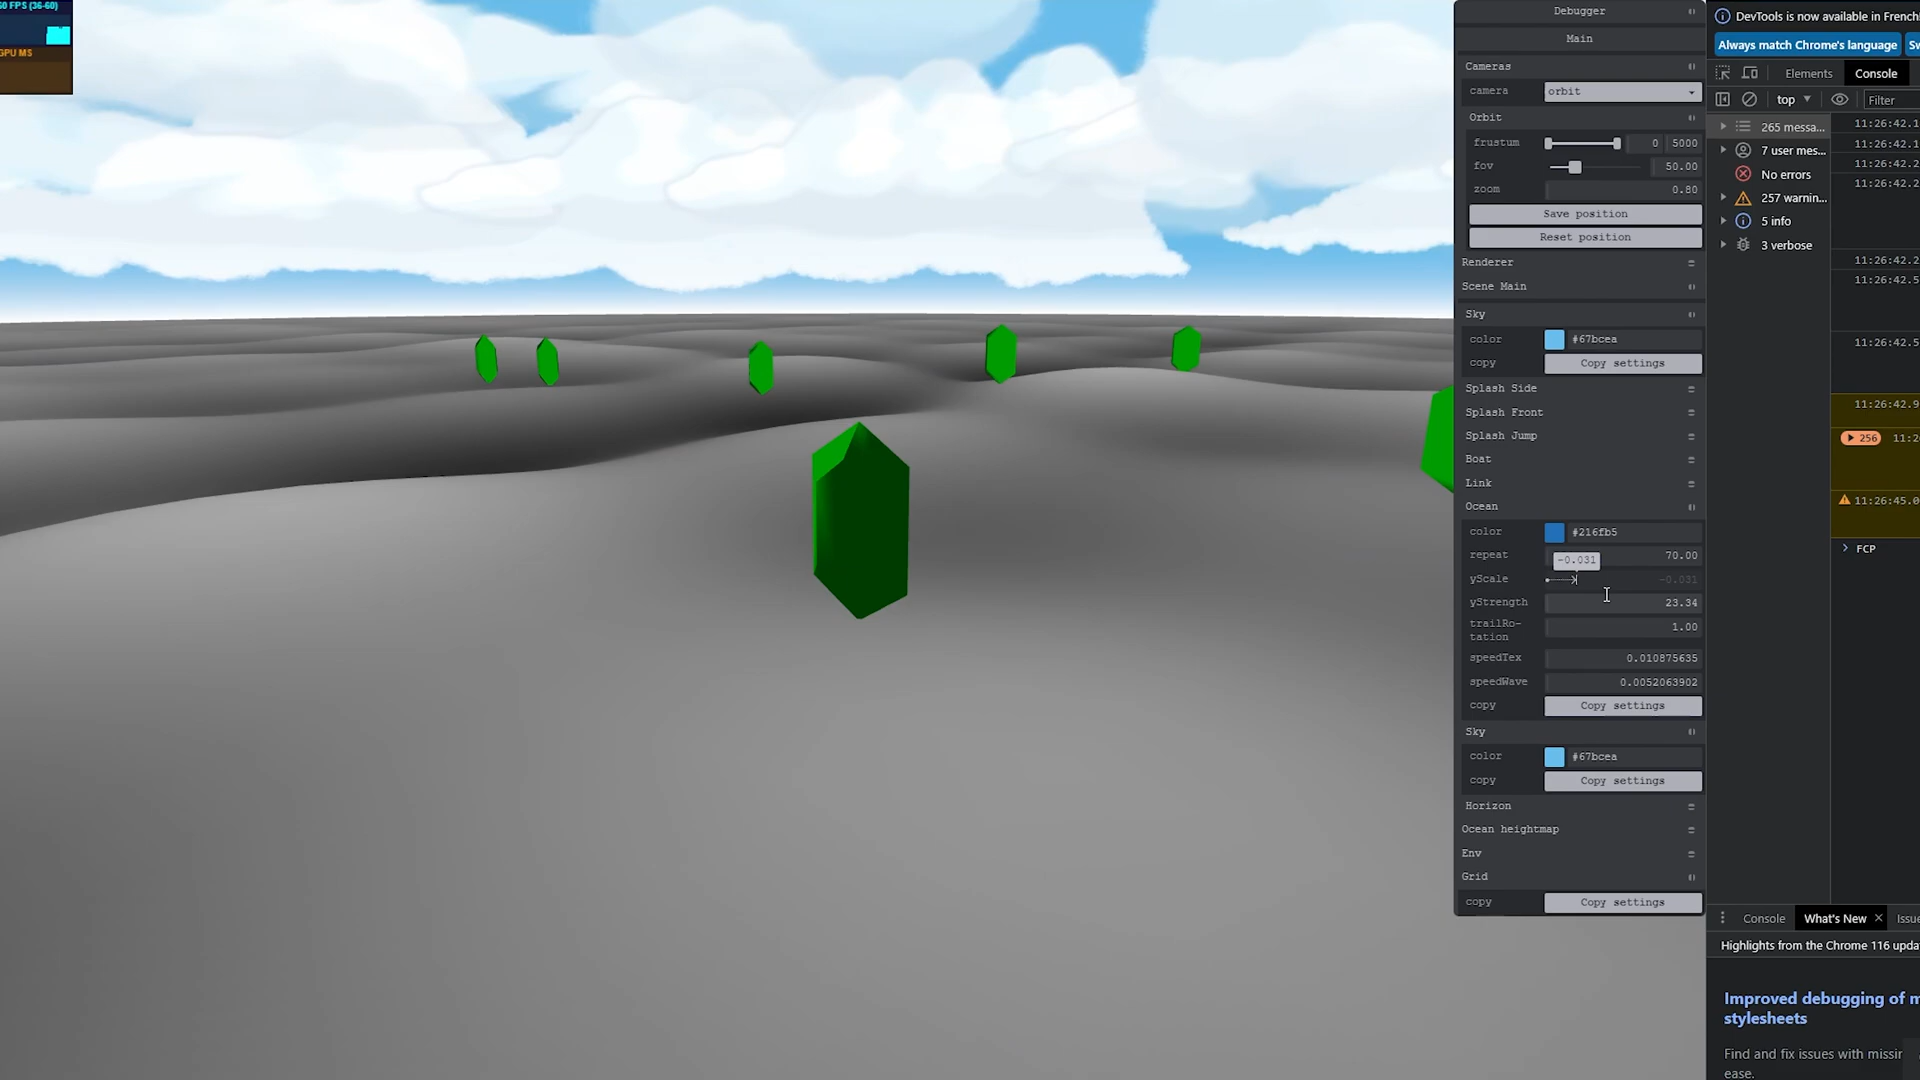 60 FPS (36-60)
GPU MS
Debugger
Main
Cameras
camera
orbit
Orbit
frustum
0
5000
fov
50.00
zoom
0.80
Save position
Reset position
Renderer
Scene Main
Sky
color
#67bcea
copy
Copy settings
Splash Side
Splash Front
Splash Jump
Boat
Link
Ocean
color
#216fb5
repeat
70.00
-0.031
yScale
-0.031
yStrength
23.34
trailRo-
tation
1.00
speedTex
0.010875635
speedWave
0.0052063902
copy
Copy settings
Sky
color
#67bcea
copy
Copy settings
Horizon
Ocean heightmap
Env
Grid
copy
Copy settings
DevTools is now available in French
Always match Chrome's language
Sw
Elements
Console
top
Filter
265 messa...
7 user mes...
No errors
257 warnin...
5 info
3 verbose
11:26:42.1
11:26:42.1
11:26:42.2
11:26:42.2
11:26:42.2
11:26:42.5
11:26:42.5
11:26:42.9
256
11:2
11:26:45.0
FCP
Console
What's New
Issue
Highlights from the Chrome 116 upda
Improved debugging of m
stylesheets
Find and fix issues with missin
ease.